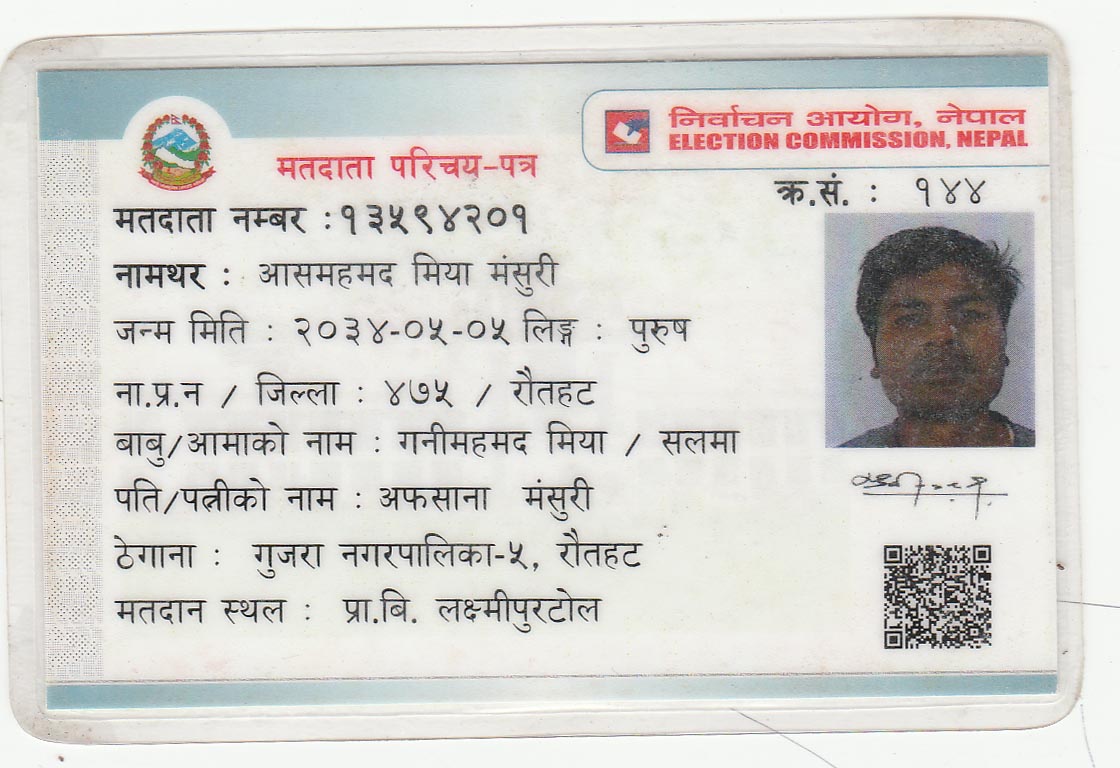 निर्वाचन आयोग, नेपाल
ELECTION COMMISSION, NEPAL
मतदाता परिचय-पत्र
क्र.सं. : १४४
मतदाता नम्बर : १३५९४२०१
नामथर : आसमहमद मिया मंसुरी
जन्म मिति : २०३४-०५-०५ लिङ्ग : पुरुष
ना.प्र.न / जिल्ला : ४७५ / रौतहट
बाबु/आमाको नाम : गनीमहमद मिया / सलमा
पति/पत्नीको नाम : अफसाना मंसुरी
ठेगाना : गुजरा नगरपालिका-५, रौतहट
मतदान स्थल : प्रा.बि. लक्ष्मीपुरटोल